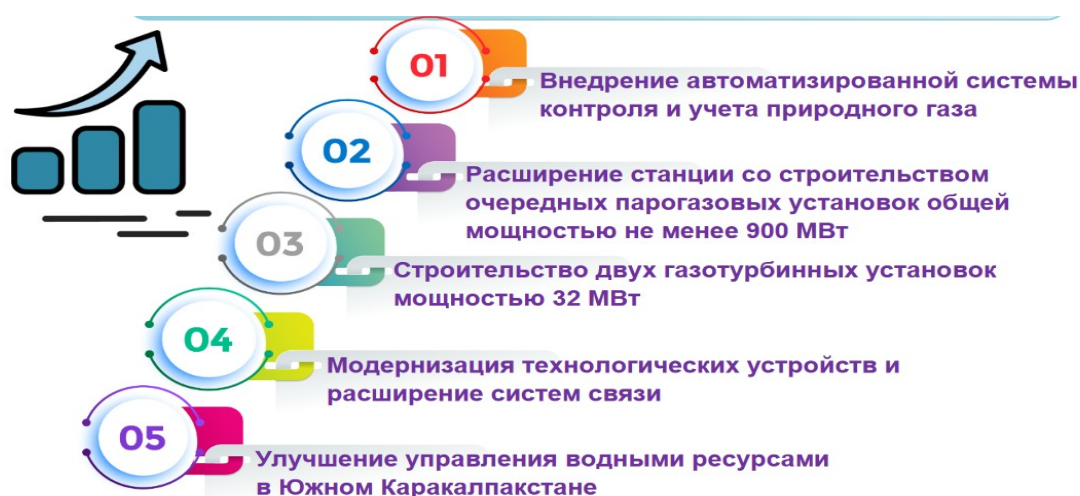 01
Внедрение автоматизированной системы
контроля и учета природного газа
02
Расширение станции со строительством
очередных парогазовых установок общей
мощностью не менее 900 МВт
03
Строительство двух газотурбинных установок
мощностью 32 МВт
04
Модернизация технологических устройств и
расширение систем связи
05
Улучшение управления водными ресурсами
в Южном Каракалпакстане